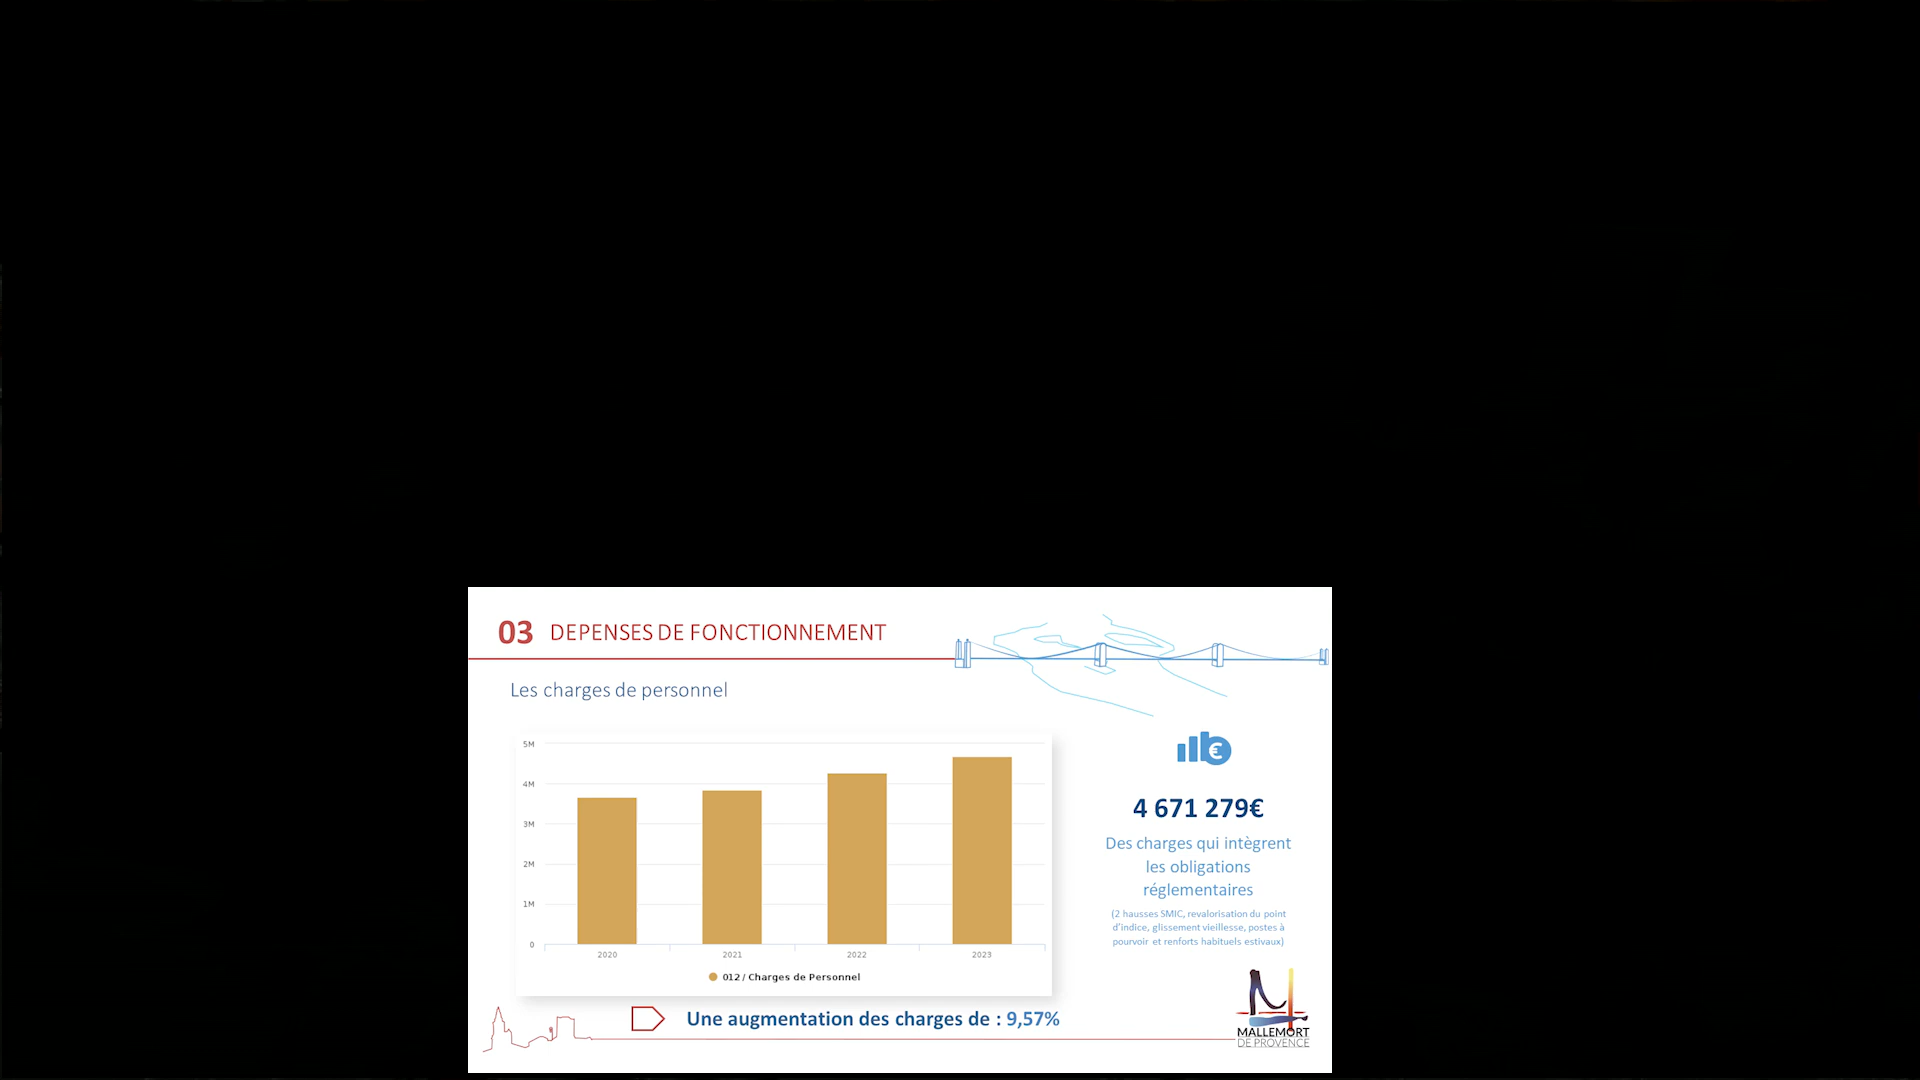 03 DEPENSES DE FONCTIONNEMENT
Les charges de personnel
5M
4M
3M
2M
1M
0
2020 2021 2022 2023
012 / Charges de Personnel
€
4 671 279€
Des charges qui intègrent
les obligations
réglementaires
(2 hausses SMIC, revalorisation du point
d'indice, glissement vieillesse, postes à
pourvoir et renforts habituels estivaux)
Une augmentation des charges de : 9,57%
MALLEMORT
DE PROVENCE